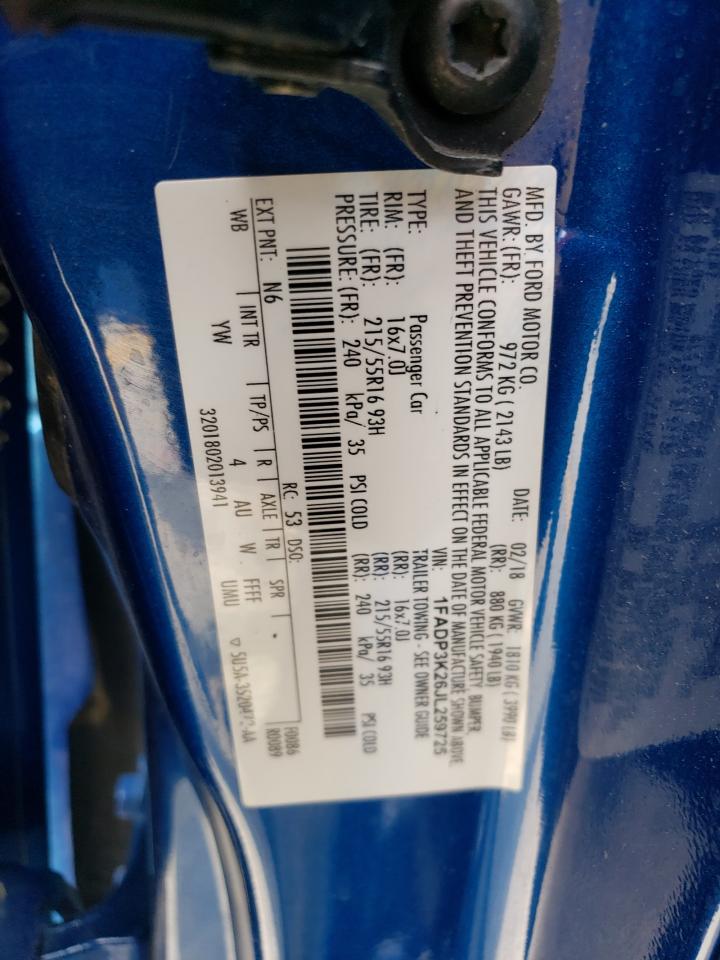 MFD. BY FORD MOTOR CO.
DATE: 02/18 GVWR: 1810 KG ( 3990 LB)
GAWR: (FR): 972 KG ( 2143 LB) (RR): 880 KG ( 1940 LB)
THIS VEHICLE CONFORMS TO ALL APPLICABLE FEDERAL MOTOR VEHICLE SAFETY, BUMPER,
AND THEFT PREVENTION STANDARDS IN EFFECT ON THE DATE OF MANUFACTURE SHOWN ABOVE.
VIN: 1FADP3K26JL259725
TYPE: Passenger Car TRAILER TOWING - SEE OWNER GUIDE
RIM: (FR): 16x7.0J (RR): 16x7.0J
TIRE: (FR): 215/55R16 93H (RR): 215/55R16 93H
PRESSURE: (FR): 240 kPa/ 35 PSI COLD (RR): 240 kPa/ 35 PSI COLD
EXT PNT: N6 RC: 53 DSO: F0086
R0089
WB INT TR TP/PS R AXLE TR SPR
YW 4 AU W FFFF
3201802013941 UMU